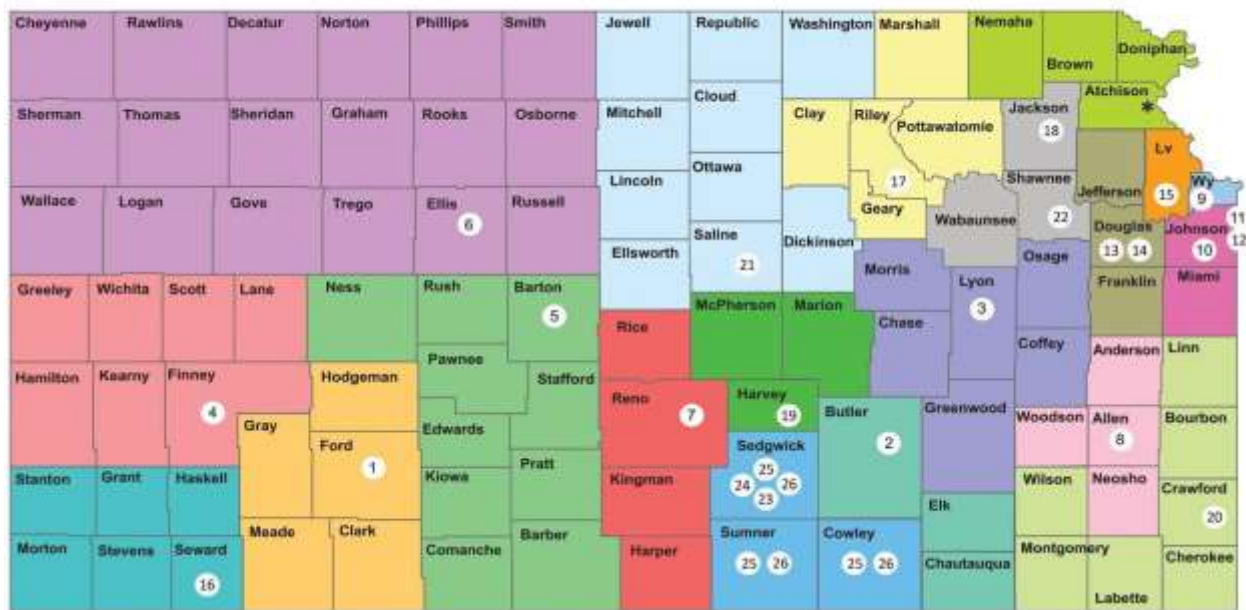 Cheyenne Rawlins Decatur Norton Phillips Smith Jewell Republic Washington Marshall Nemaha Brown Doniphan
Atchison
*
Sherman Thomas Sheridan Graham Rooks Osborne Mitchell Cloud Clay Riley Pottawatomie Jackson
18
Lv
Wallace Logan Gove Trego Ellis Russell Lincoln Ottawa 17 Shawnee Jefferson 15 Wy
9
6 Geary Wabaunsee 22 Douglas Johnson 11
Ellsworth Saline Dickinson 13 14 10 12
21 Morris Osage
Greeley Wichita Scott Lane Ness Rush Barton Lyon Franklin Miami
5 McPherson Marion 3
Rice Chase Coffey
Hamilton Kearny Finney Hodgeman Pawnee Stafford Anderson Linn
4 Reno 7 Harvey Butler Greenwood Woodson Allen Bourbon
Gray Ford Edwards 19 2 8
1 Sedgwick
Stanton Grant Haskell Kiowa Pratt Kingman 25 Wilson Neosho Crawford
24 26
23 Elk 20
Morton Stevens Seward Meade Clark Comanche Barber Harper Sumner Cowley Chautauqua Montgomery Cherokee
16 25 26 25 26
Labette